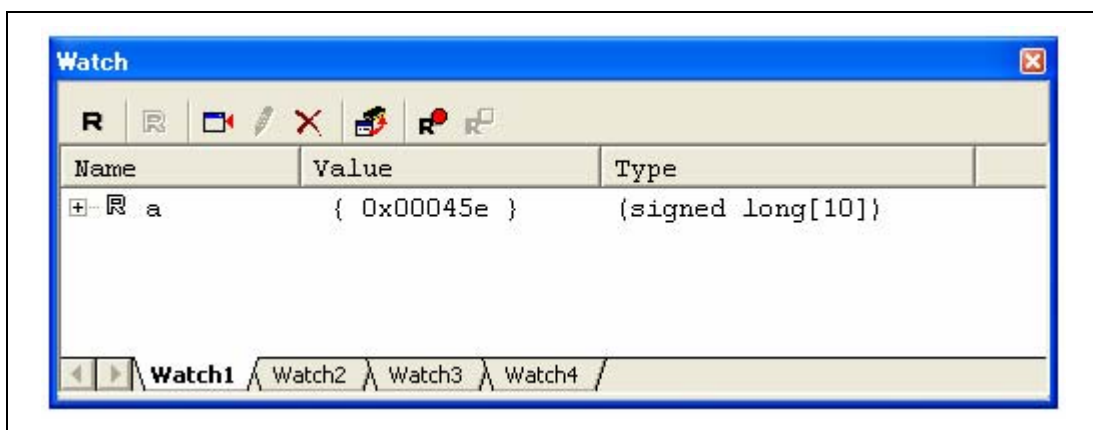 Watch
R R R R
Name Value Type
R a { 0x00045e } (signed long[10])
Watch1 Watch2 Watch3 Watch4